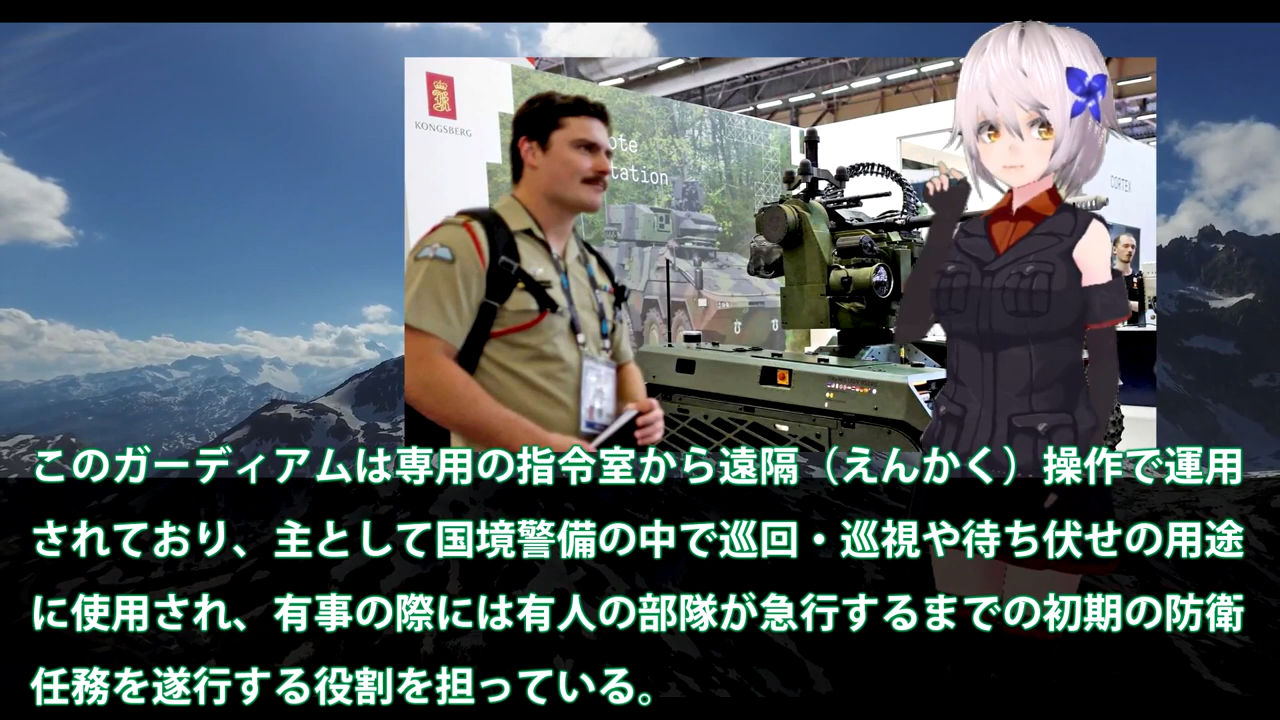 KONGSBERG
ote
tation
CORTEX
このガーディアムは専用の指令室から遠隔（えんかく）操作で運用
されており、主として国境警備の中で巡回・巡視や待ち伏せの用途
に使用され、有事の際には有人の部隊が急行するまでの初期の防衛
任務を遂行する役割を担っている。